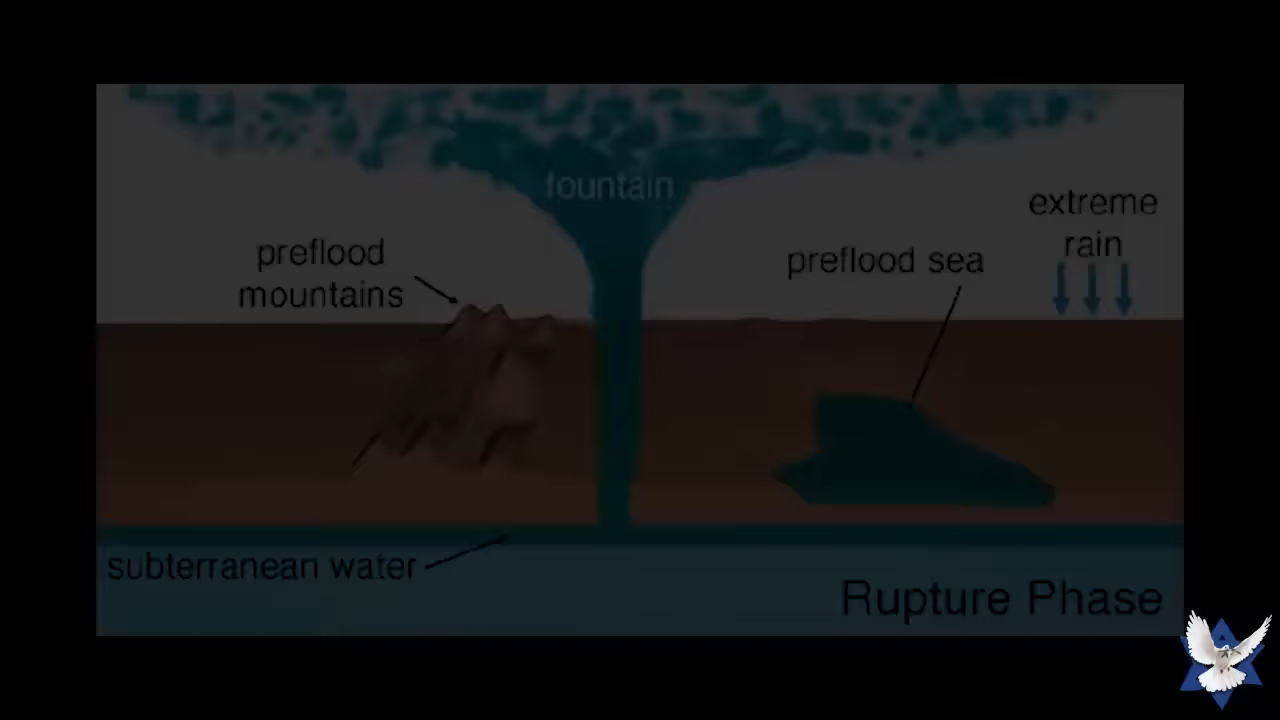 fountain
extreme
rain
preflood
mountains
preflood sea
subterranean water
Rupture Phase